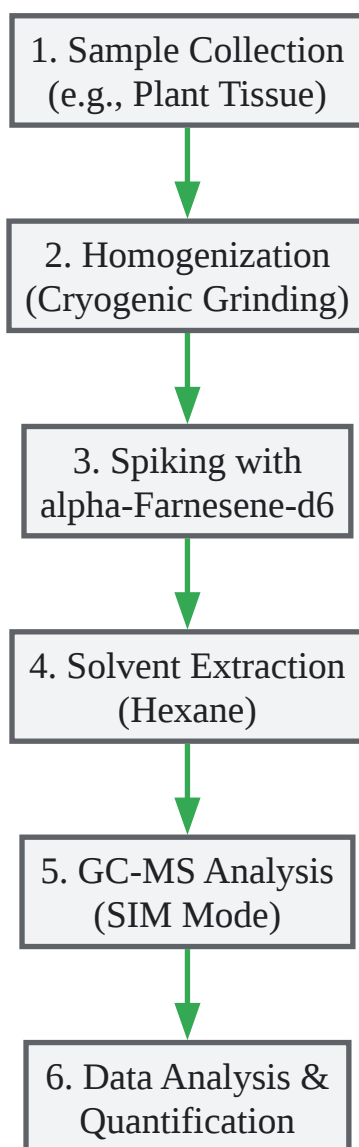 1. Sample Collection
(e.g., Plant Tissue)
2. Homogenization
(Cryogenic Grinding)
3. Spiking with
alpha-Farnesene-d6
4. Solvent Extraction
(Hexane)
5. GC-MS Analysis
(SIM Mode)
6. Data Analysis &
Quantification